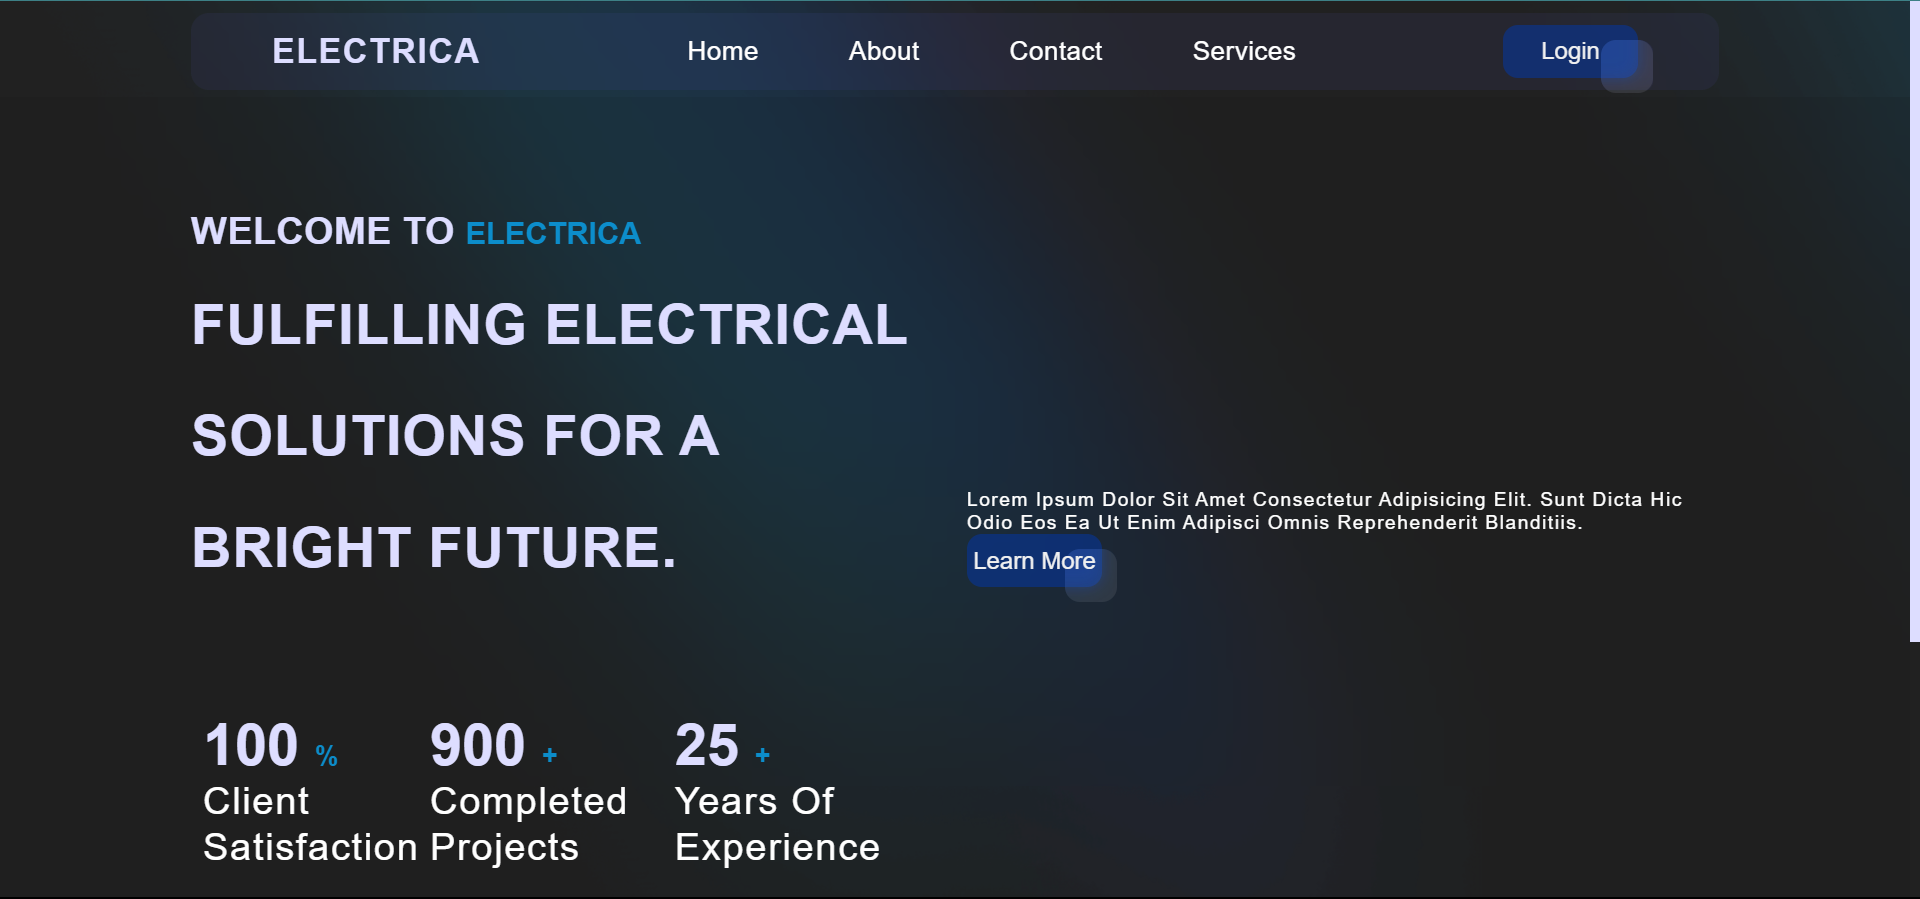 ELECTRICA
Home
About
Contact
Services
Login
WELCOME TO ELECTRICA
FULFILLING ELECTRICAL
SOLUTIONS FOR A
BRIGHT FUTURE.
Lorem Ipsum Dolor Sit Amet Consectetur Adipisicing Elit. Sunt Dicta Hic
Odio Eos Ea Ut Enim Adipisci Omnis Reprehenderit Blanditiis.
Learn More
100 %
Client
Satisfaction
900 +
Completed
Projects
25 +
Years Of
Experience